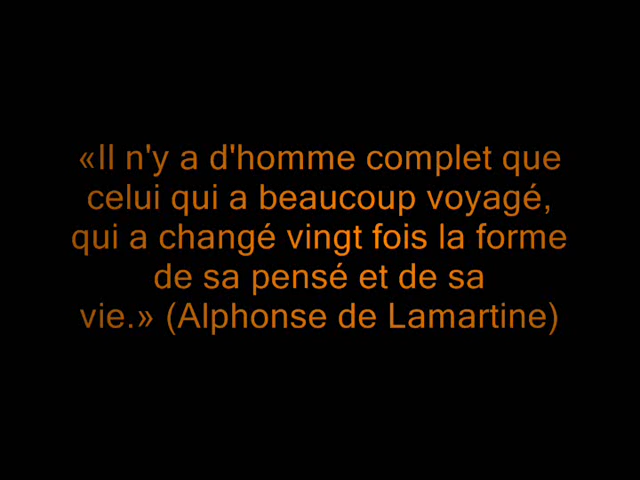 «Il n'y a d'homme complet que
celui qui a beaucoup voyagé,
qui a changé vingt fois la forme
de sa pensé et de sa
vie.» (Alphonse de Lamartine)